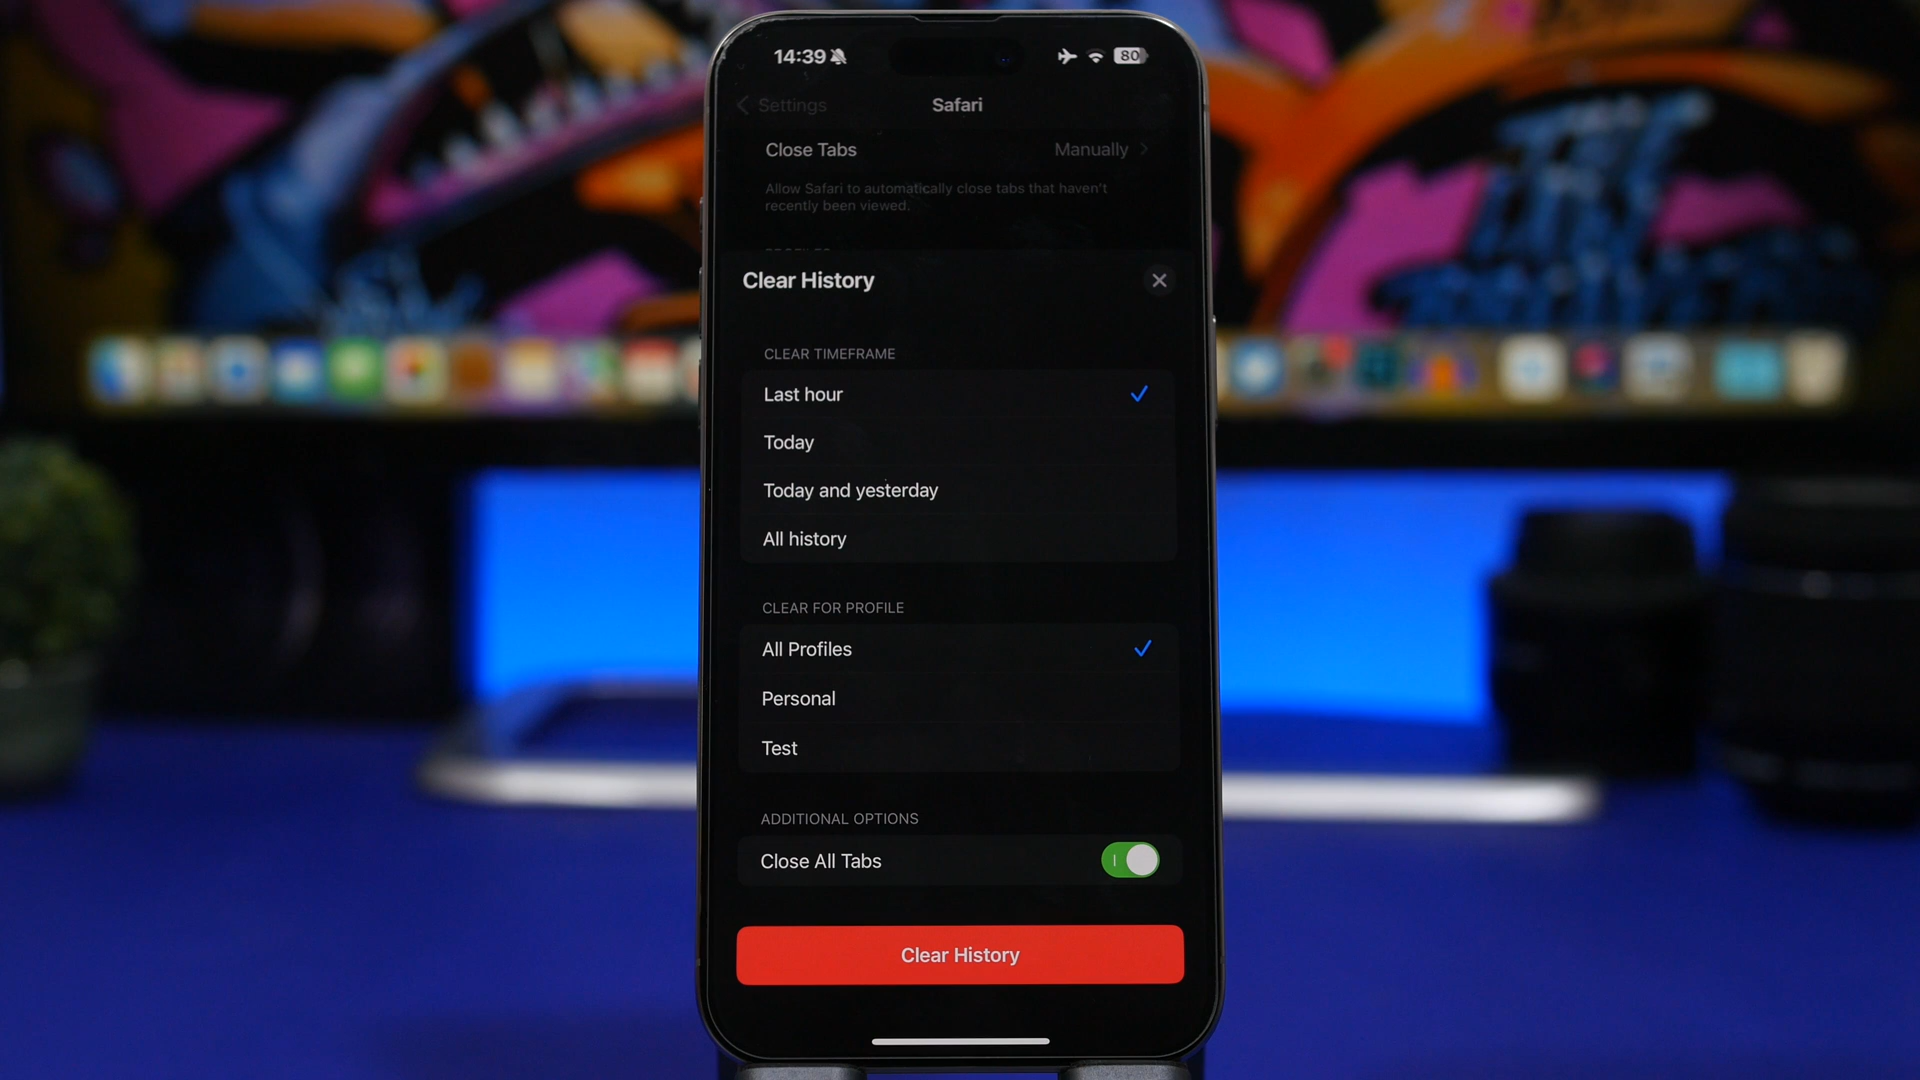 14:39
80
Settings
Safari
Close Tabs
Manually
Allow Safari to automatically close tabs that haven't
recently been viewed.
Clear History
CLEAR TIMEFRAME
Last hour
Today
Today and yesterday
All history
CLEAR FOR PROFILE
All Profiles
Personal
Test
ADDITIONAL OPTIONS
Close All Tabs
Clear History